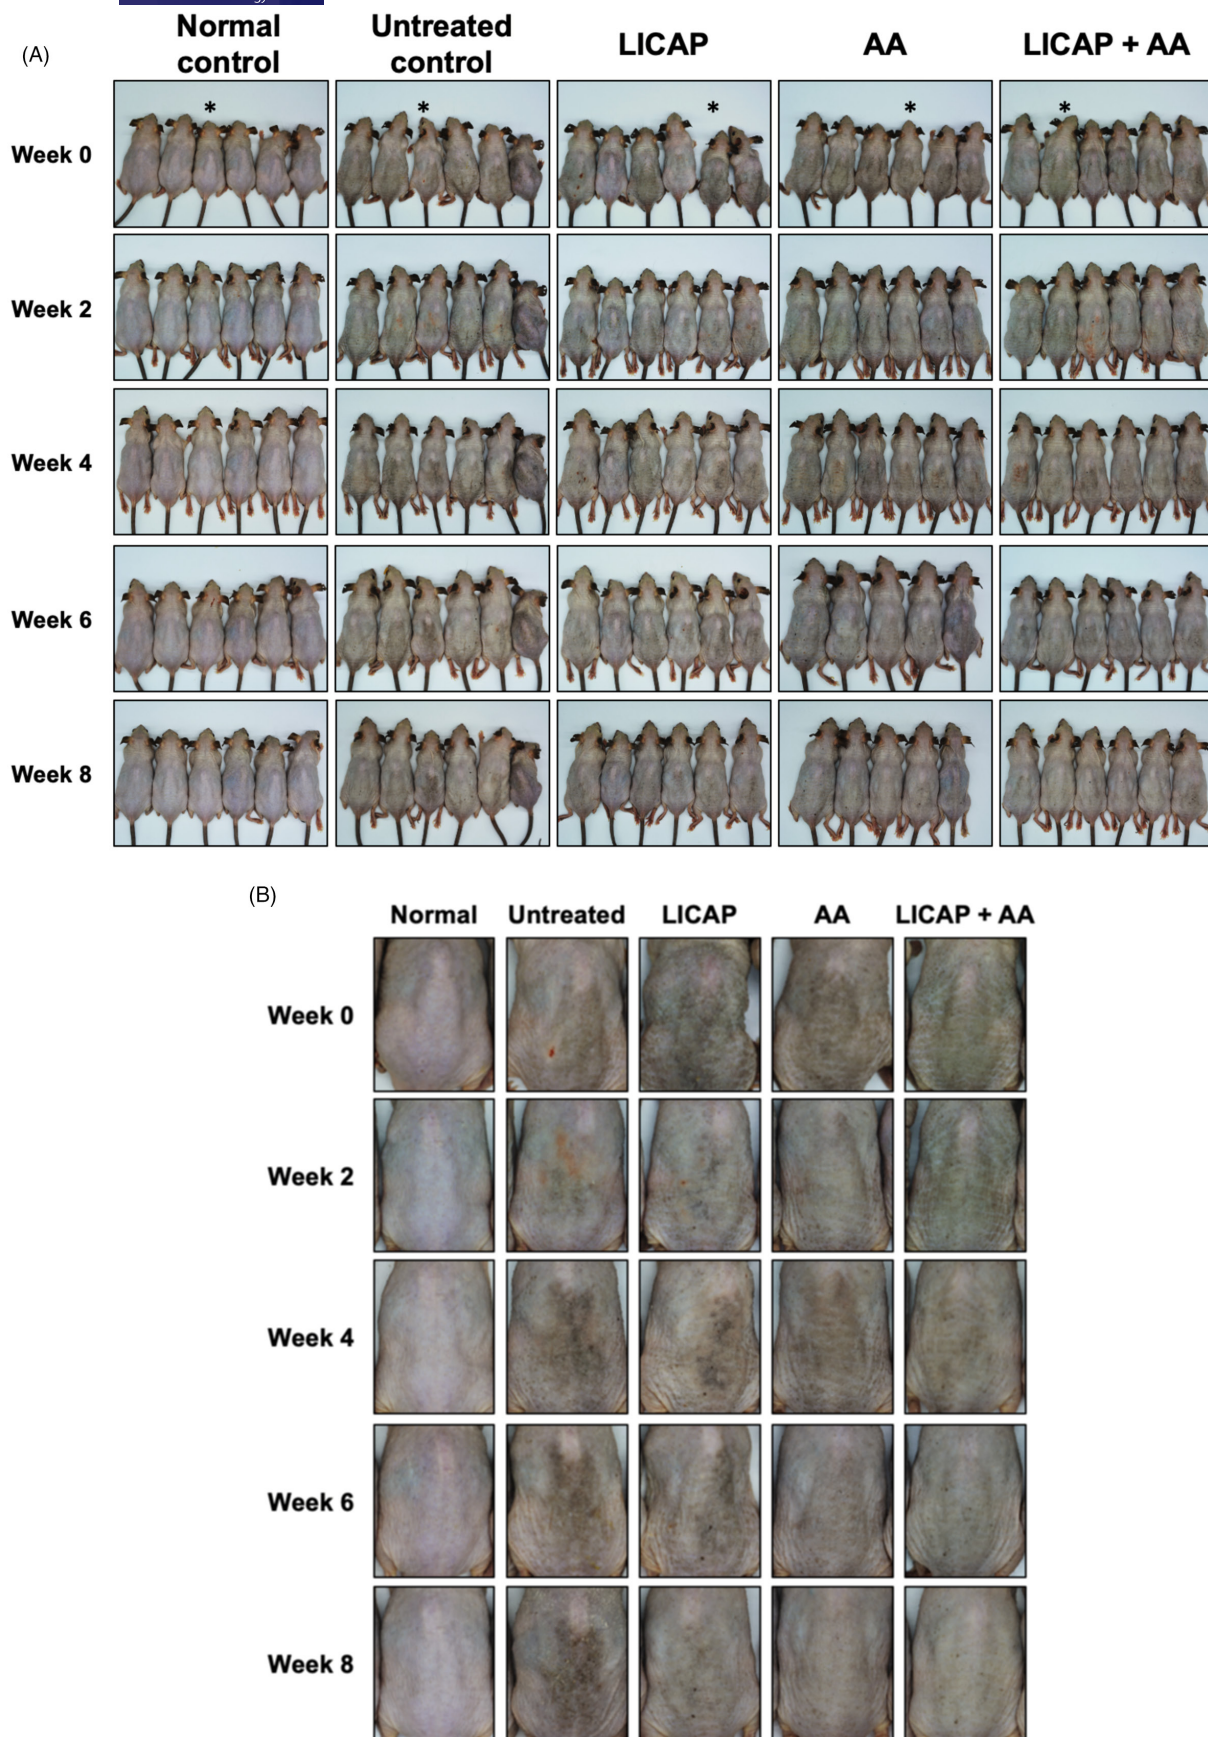 (A)
Normal control
Untreated control
LICAP
AA
LICAP + AA
*
*
*
*
*
Week 0
Week 2
Week 4
Week 6
Week 8
(B)
Normal
Untreated
LICAP
AA
LICAP + AA
Week 0
Week 2
Week 4
Week 6
Week 8